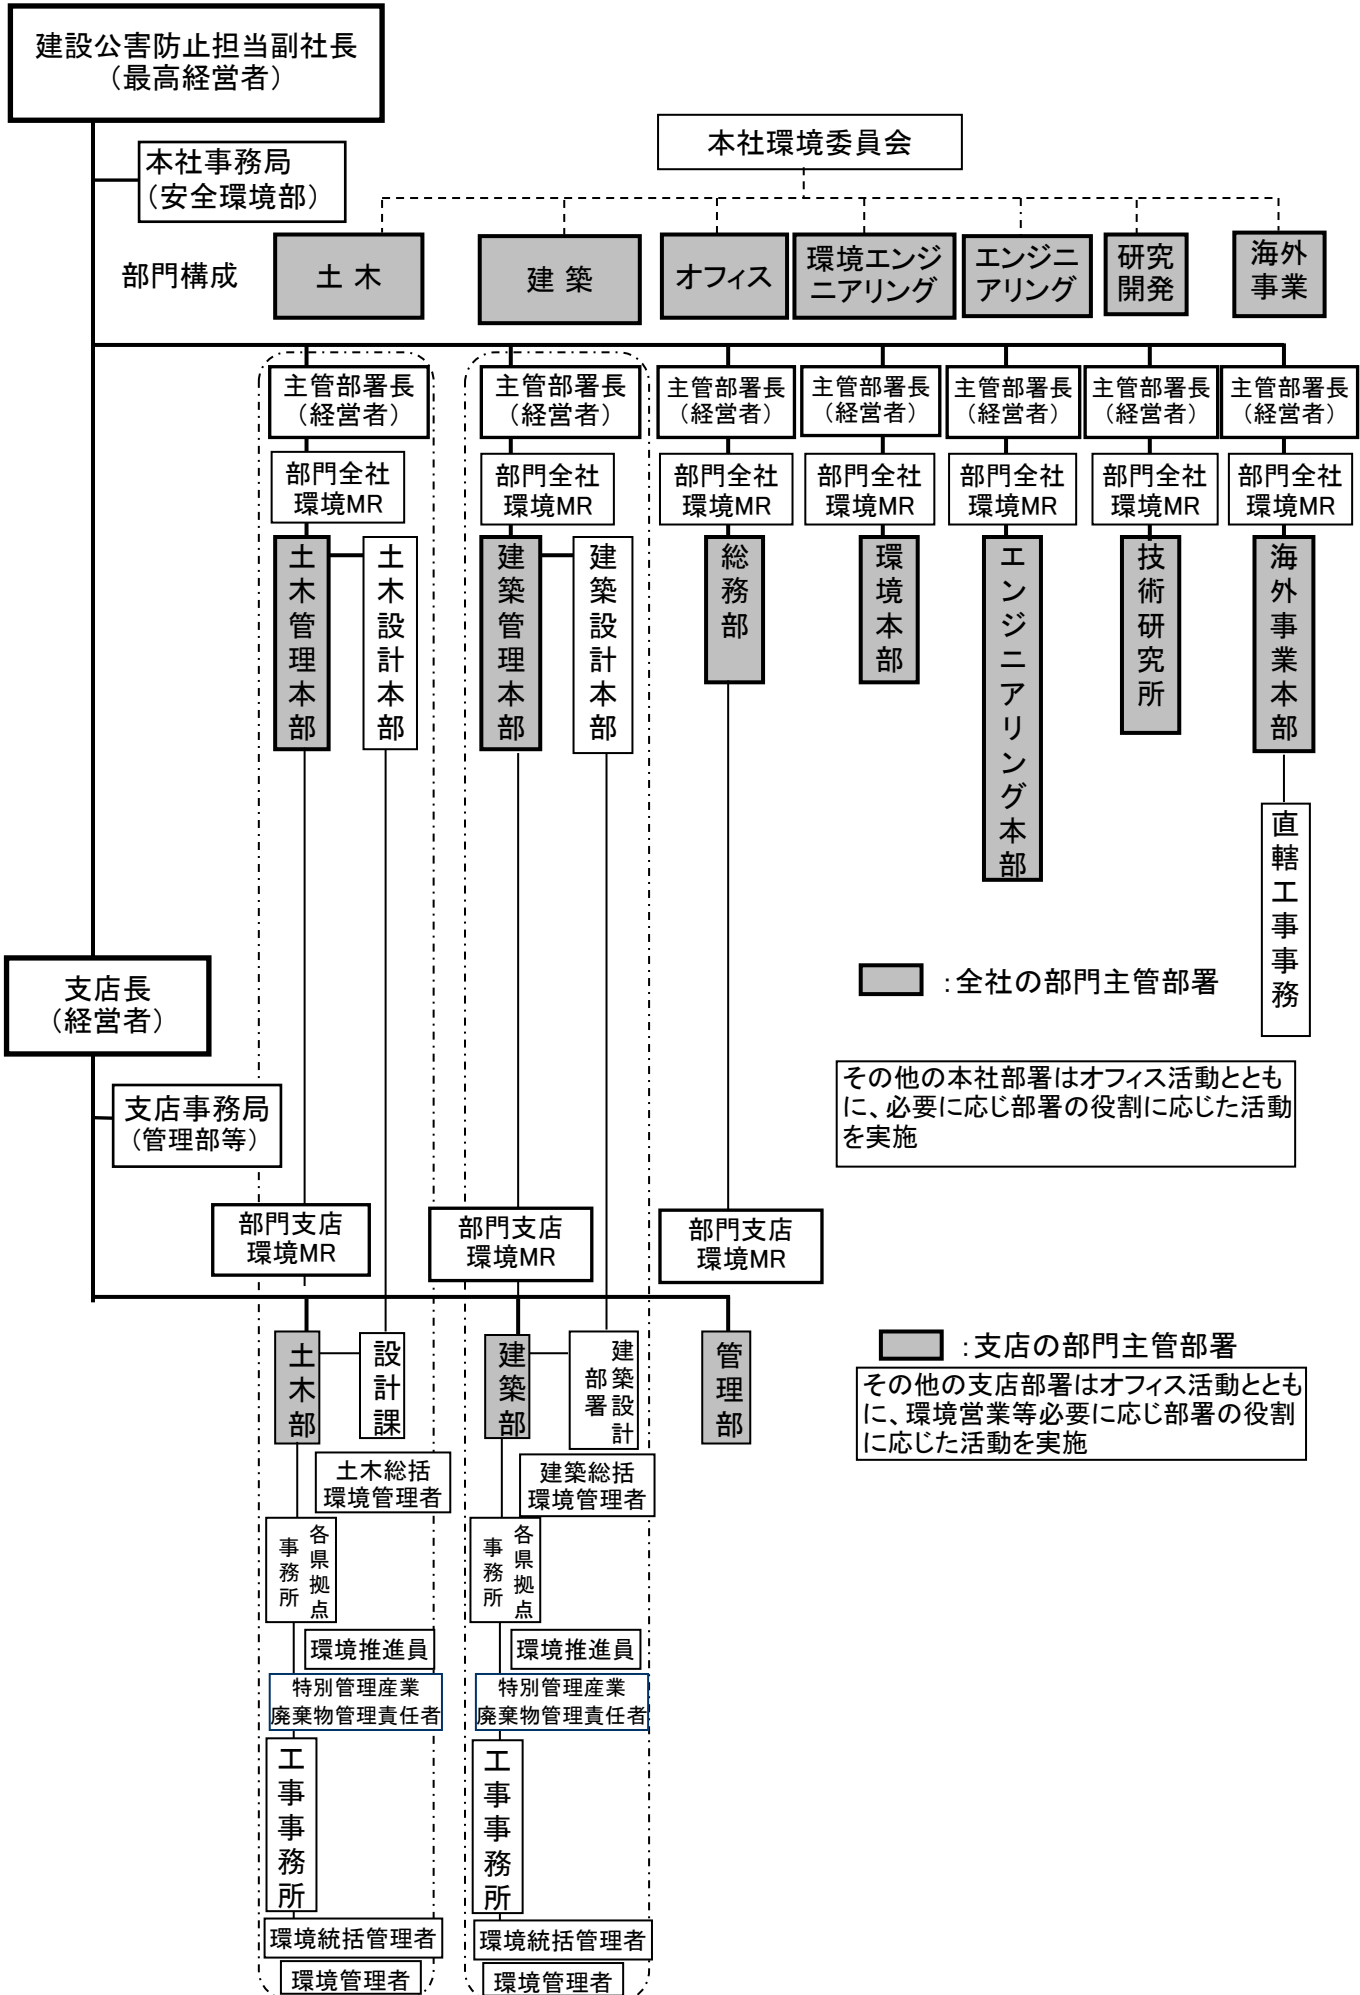 建設公害防止担当副社長
（最高経営者）
本社事務局
（安全環境部）
本社環境委員会
部門構成
土 木
建 築
オフィス
環境エンジ
ニアリング
エンジニ
アリング
研究
開発
海外
事業
主管部署長
（経営者）
主管部署長
（経営者）
主管部署長
（経営者）
主管部署長
（経営者）
主管部署長
（経営者）
主管部署長
（経営者）
主管部署長
（経営者）
部門全社
環境MR
部門全社
環境MR
部門全社
環境MR
部門全社
環境MR
部門全社
環境MR
部門全社
環境MR
部門全社
環境MR
土木管理本部
土木設計本部
建築管理本部
建築設計本部
総務部
環境本部
エンジニアリング本部
技術研究所
海外事業本部
直轄工事事務
支店長
（経営者）
：全社の部門主管部署
その他の本社部署はオフィス活動ととも
に、必要に応じ部署の役割に応じた活動
を実施
支店事務局
（管理部等）
部門支店
環境MR
部門支店
環境MR
部門支店
環境MR
土木部
設計課
建築部
建築設計
部署
管理部
：支店の部門主管部署
その他の支店部署はオフィス活動ととも
に、環境営業等必要に応じ部署の役割
に応じた活動を実施
土木総括
環境管理者
建築総括
環境管理者
各県拠点
事務所
各県拠点
事務所
環境推進員
環境推進員
特別管理産業
廃棄物管理責任者
特別管理産業
廃棄物管理責任者
工事事務所
工事事務所
環境統括管理者
環境統括管理者
環境管理者
環境管理者